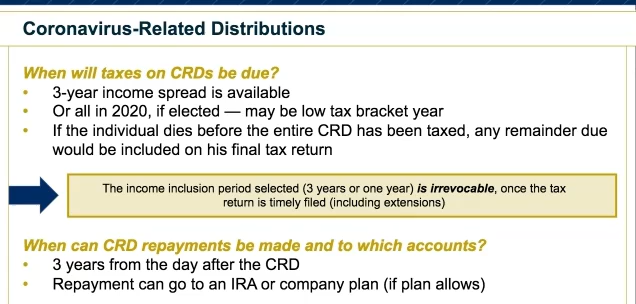 Coronavirus-Related Distributions
When will taxes on CRDs be due?
• 3-year income spread is available
• Or all in 2020, if elected — may be low tax bracket year
• If the individual dies before the entire CRD has been taxed, any remainder due
would be included on his final tax return
The income inclusion period selected (3 years or one year) is irrevocable, once the tax
return is timely filed (including extensions)
When can CRD repayments be made and to which accounts?
• 3 years from the day after the CRD
• Repayment can go to an IRA or company plan (if plan allows)